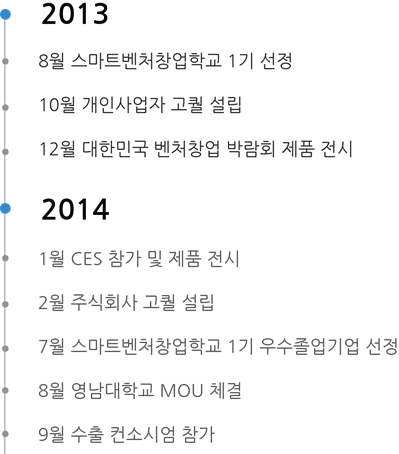 2013
8월 스마트벤처창업학교 1기 선정
10월 개인사업자 고퀄 설립
12월 대한민국 벤처창업 박람회 제품 전시
2014
1월 CES 참가 및 제품 전시
2월 주식회사 고퀄 설립
7월 스마트벤처창업학교 1기 우수졸업기업 선정
8월 영남대학교 MOU 체결
9월 수출 컨소시엄 참가